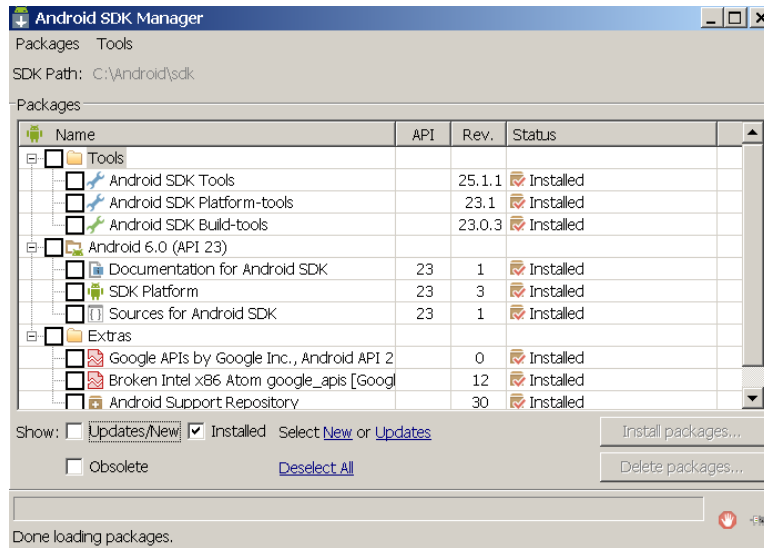 Android SDK Manager
Packages Tools
SDK Path: C:\Android\sdk
Packages
Name API Rev. Status
Tools
Android SDK Tools 25.1.1 Installed
Android SDK Platform-tools 23.1 Installed
Android SDK Build-tools 23.0.3 Installed
Android 6.0 (API 23)
Documentation for Android SDK 23 1 Installed
SDK Platform 23 3 Installed
Sources for Android SDK 23 1 Installed
Extras
Google APIs by Google Inc., Android API 2 0 Installed
Broken Intel x86 Atom google_apis [Googl 12 Installed
Android Support Repository 30 Installed
Show: Updates/New Installed Select New or Updates Install packages...
Obsolete Deselect All Delete packages...
Done loading packages.